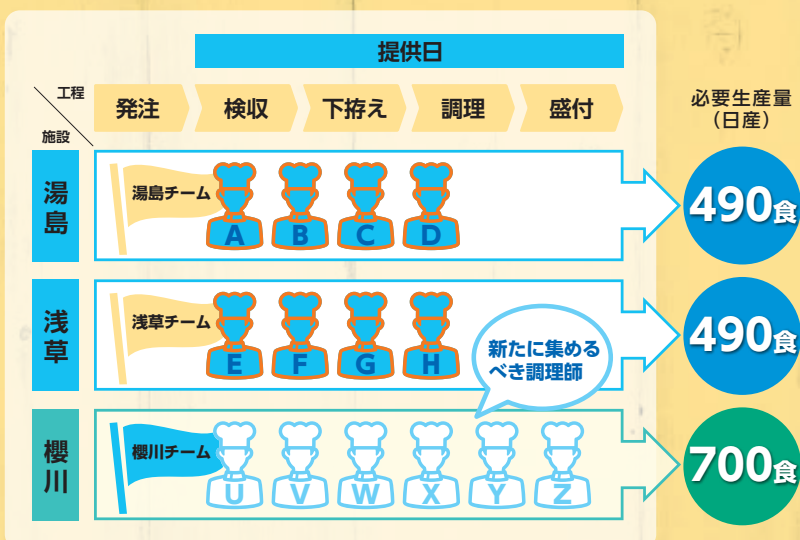 提供日
工程
施設
発注
検収
下拵え
調理
盛付
必要生産量
（日産）
湯島
湯島チーム
A
B
C
D
490食
浅草
浅草チーム
E
F
G
H
新たに集める
べき調理師
490食
櫻川
櫻川チーム
U
V
W
X
Y
Z
700食